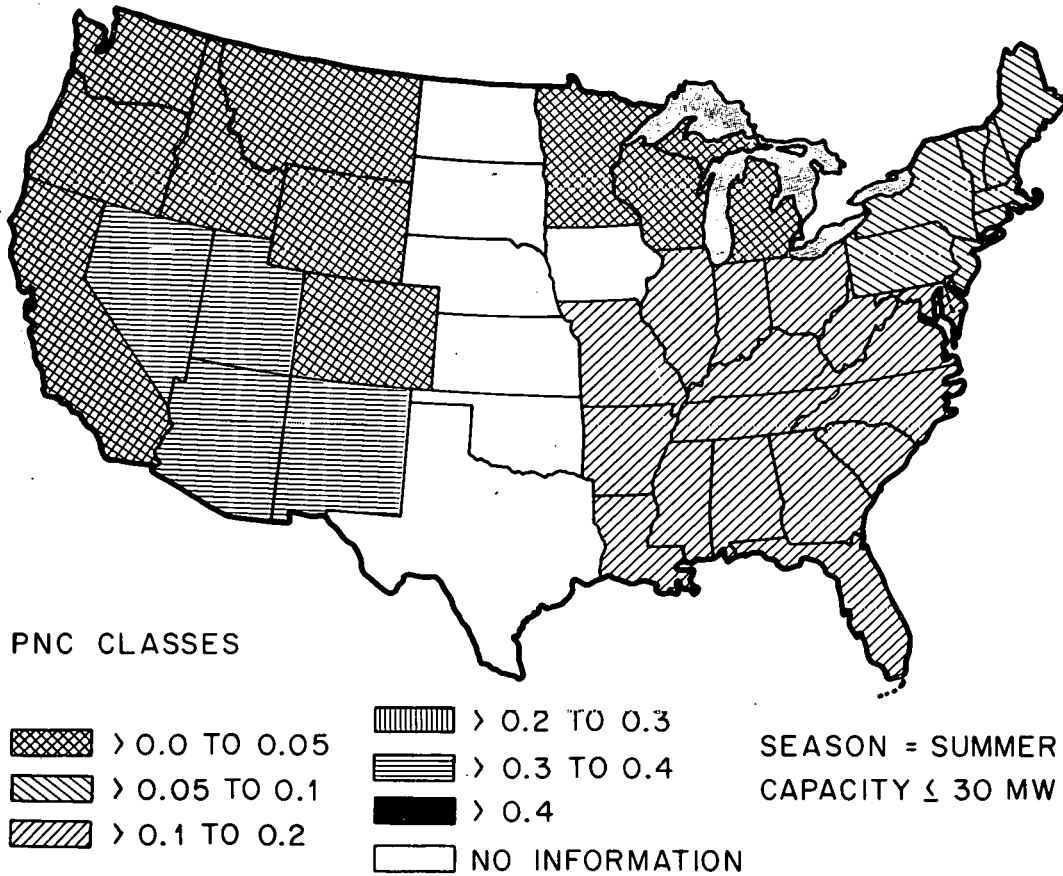 PNC CLASSES
> 0.0 TO 0.05
> 0.05 TO 0.1
> 0.1 TO 0.2
> 0.2 TO 0.3
> 0.3 TO 0.4
> 0.4
NO INFORMATION
SEASON = SUMMER
CAPACITY ≤ 30 MW